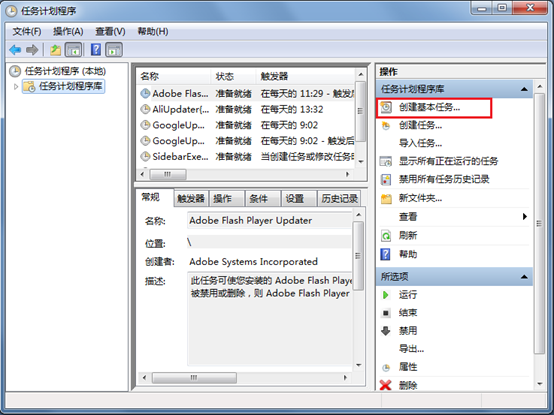 任务计划程序
文件(F) 操作(A) 查看(V) 帮助(H)
任务计划程序 (本地)
任务计划程序库
名称 状态 触发器
Adobe Flas... 准备就绪 在每天的 11:29 - 触发后
AliUpdater{... 准备就绪 在每天的 13:32
GoogleUp... 准备就绪 在每天的 9:02
GoogleUp... 准备就绪 在每天的 9:02 - 触发后
SidebarExe... 准备就绪 当创建任务或修改任务时
常规 触发器 操作 条件 设置 历史记录
名称: Adobe Flash Player Updater
位置: \
创建者: Adobe Systems Incorporated
描述: 此任务可使您安装的 Adobe Flash Player
被禁用或删除，则 Adobe Flash Player
操作
任务计划程序库
创建基本任务...
创建任务...
导入任务...
显示所有正在运行的任务
禁用所有任务历史记录
新文件夹...
查看
刷新
帮助
所选项
运行
结束
禁用
导出...
属性
删除